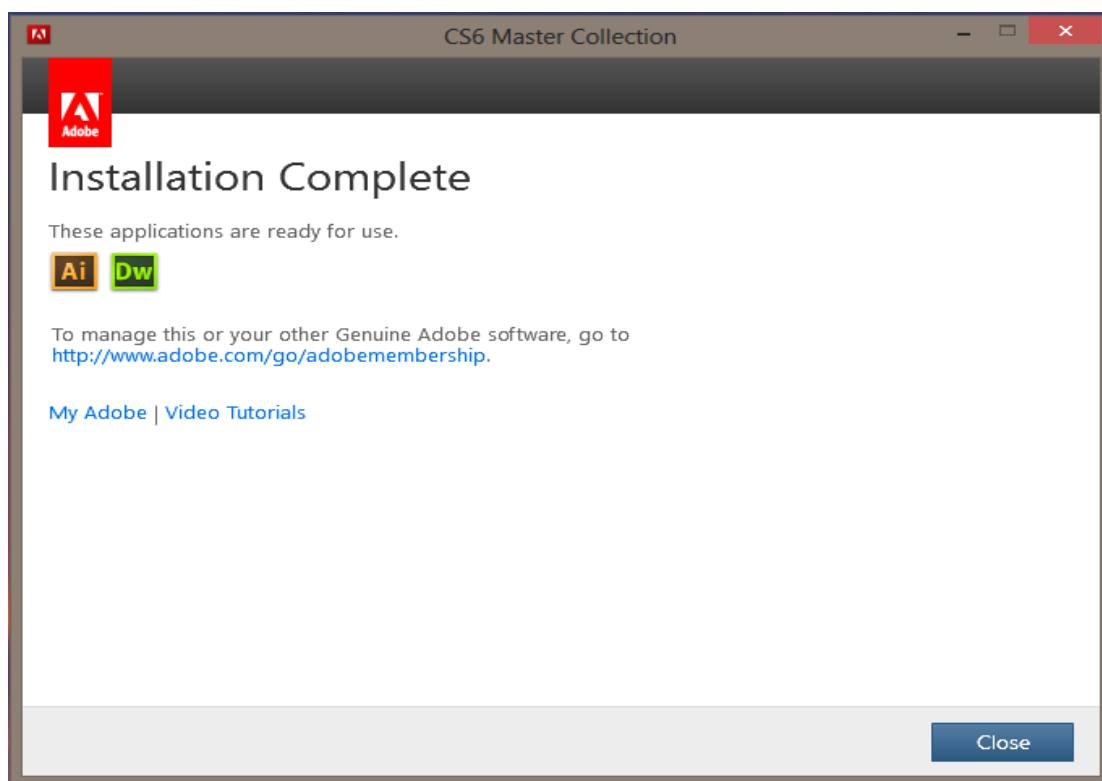 CS6 Master Collection
Adobe
Installation Complete
These applications are ready for use.
Ai Dw
To manage this or your other Genuine Adobe software, go to
http://www.adobe.com/go/adobemembership.
My Adobe | Video Tutorials
Close